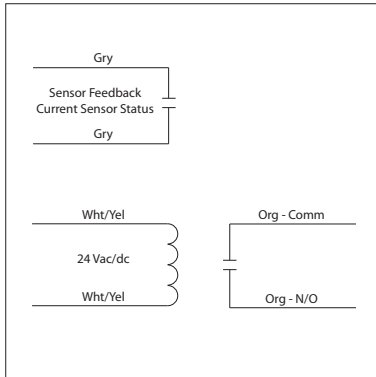 Gry
Sensor Feedback
Current Sensor Status
Gry
Wht/Yel
Org - Comm
24 Vac/dc
Wht/Yel
Org - N/O